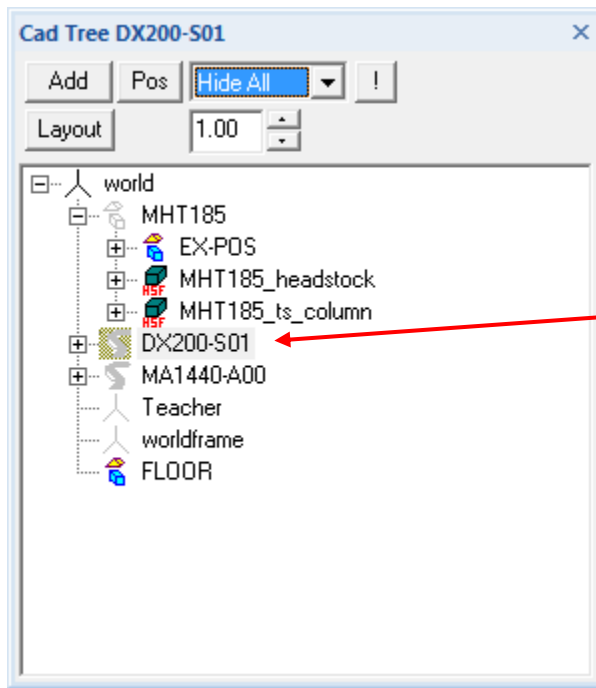 Cad Tree DX200-S01
Add Pos Hide All !
Layout 1.00
world
MHT185
EX-POS
HSF MHT185_headstock
HSF MHT185_ts_column
DX200-S01
MA1440-A00
Teacher
worldframe
FLOOR